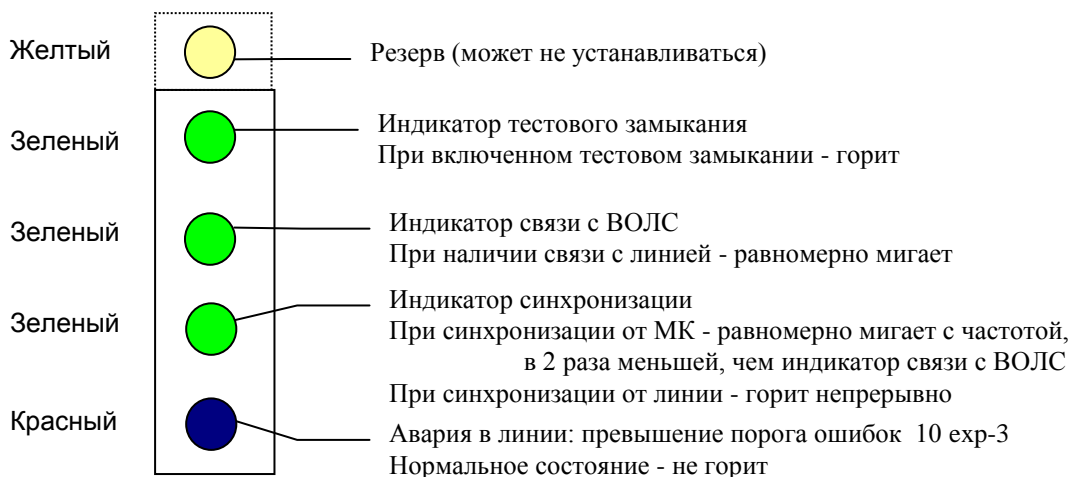 Желтый
Резерв (может не устанавливаться)
Зеленый
Индикатор тестового замыкания
При включенном тестовом замыкании - горит
Зеленый
Индикатор связи с ВОЛС
При наличии связи с линией - равномерно мигает
Зеленый
Индикатор синхронизации
При синхронизации от МК - равномерно мигает с частотой,
в 2 раза меньшей, чем индикатор связи с ВОЛС
При синхронизации от линии - горит непрерывно
Красный
Авария в линии: превышение порога ошибок 10 exp-3
Нормальное состояние - не горит